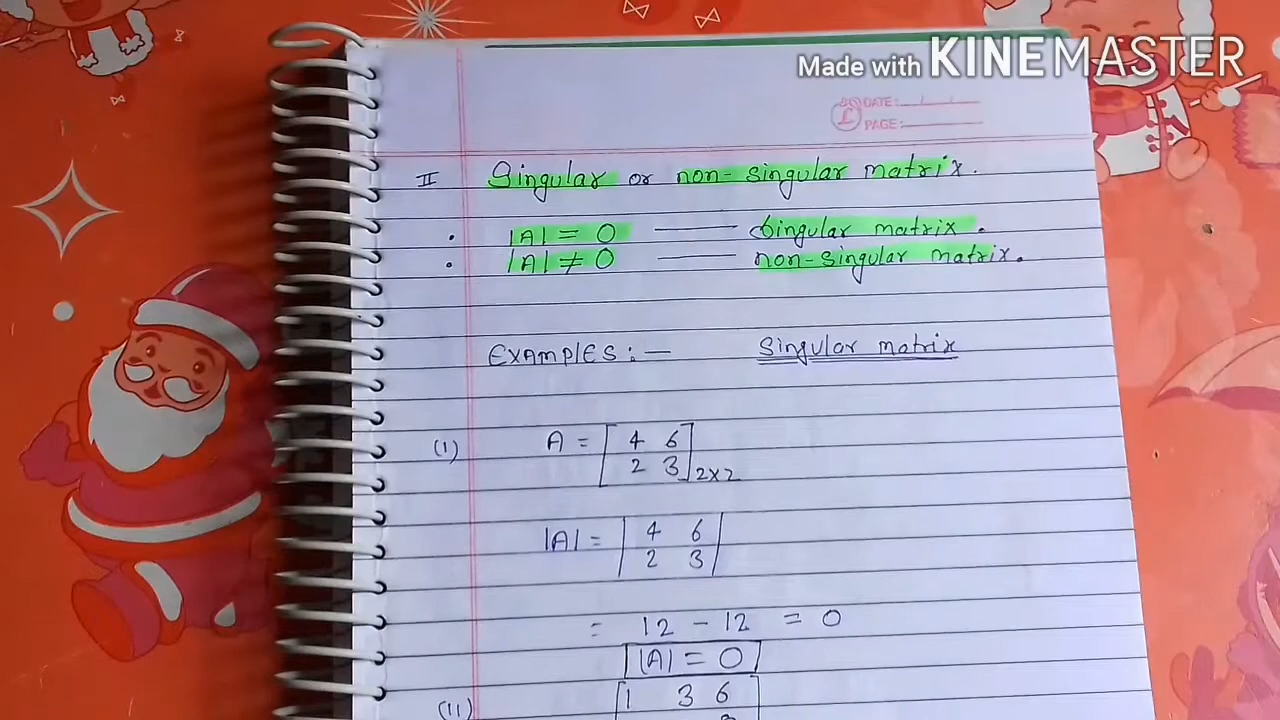 Made with KINEMASTER
DATE:
PAGE:
II Singular or non-singular matrix.
• |A| = 0 — Singular matrix.
• |A| ≠ 0 — non-singular matrix.
EXAMPLES :— Singular matrix
(I) A = [ 4 6
2 3 ] 2×2
|A| = | 4 6
2 3 |
= 12 - 12 = 0
|A| = 0
(II) [ 1 3 6